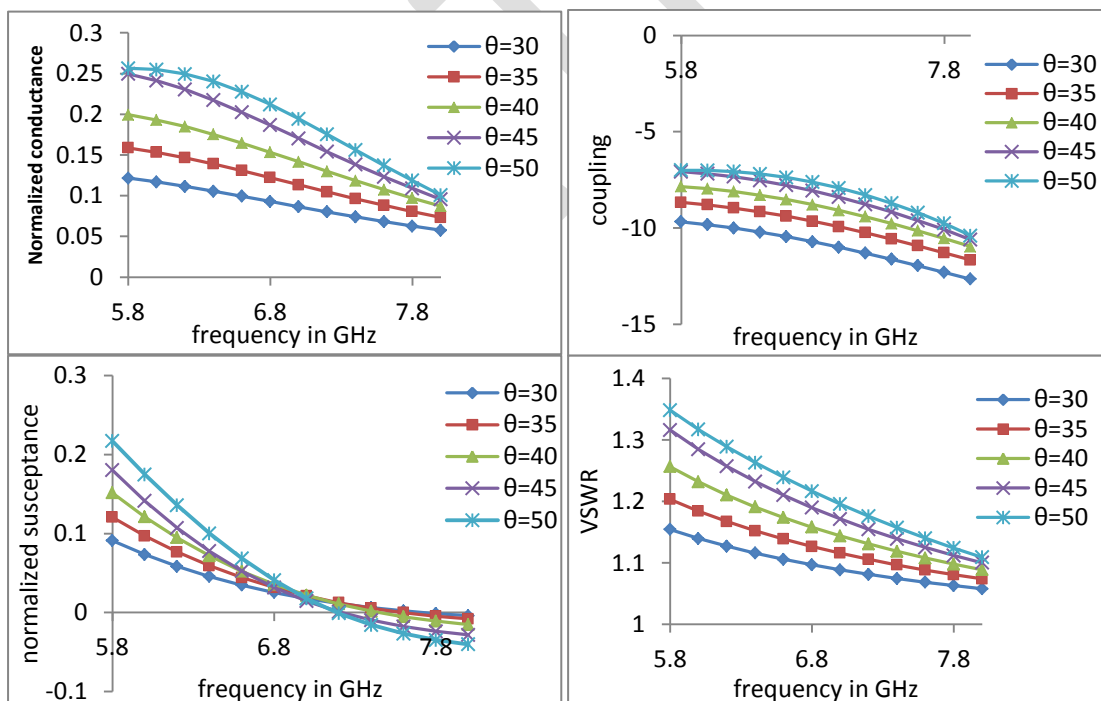 Normalized conductance
0.3
0.25
0.2
0.15
0.1
0.05
0
5.8 6.8 7.8
frequency in GHz
θ=30
θ=35
θ=40
θ=45
θ=50
coupling
0
-5
-10
-15
5.8 7.8
frequency in GHz
θ=30
θ=35
θ=40
θ=45
θ=50
normalized susceptance
0.3
0.2
0.1
0
-0.1
5.8 6.8 7.8
frequency in GHz
θ=30
θ=35
θ=40
θ=45
θ=50
VSWR
1.4
1.3
1.2
1.1
1
5.8 6.8 7.8
frequency in GHz
θ=30
θ=35
θ=40
θ=45
θ=50